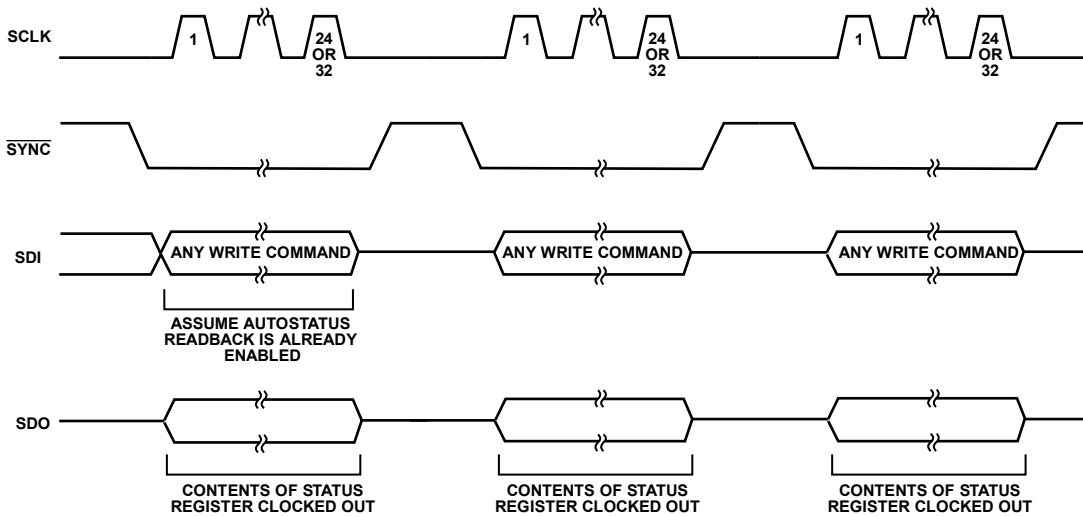 SCLK
1
24
OR
32
1
24
OR
32
1
24
OR
32
SYNC
SDI
ANY WRITE COMMAND
ANY WRITE COMMAND
ANY WRITE COMMAND
ASSUME AUTOSTATUS
READBACK IS ALREADY
ENABLED
SDO
CONTENTS OF STATUS
REGISTER CLOCKED OUT
CONTENTS OF STATUS
REGISTER CLOCKED OUT
CONTENTS OF STATUS
REGISTER CLOCKED OUT